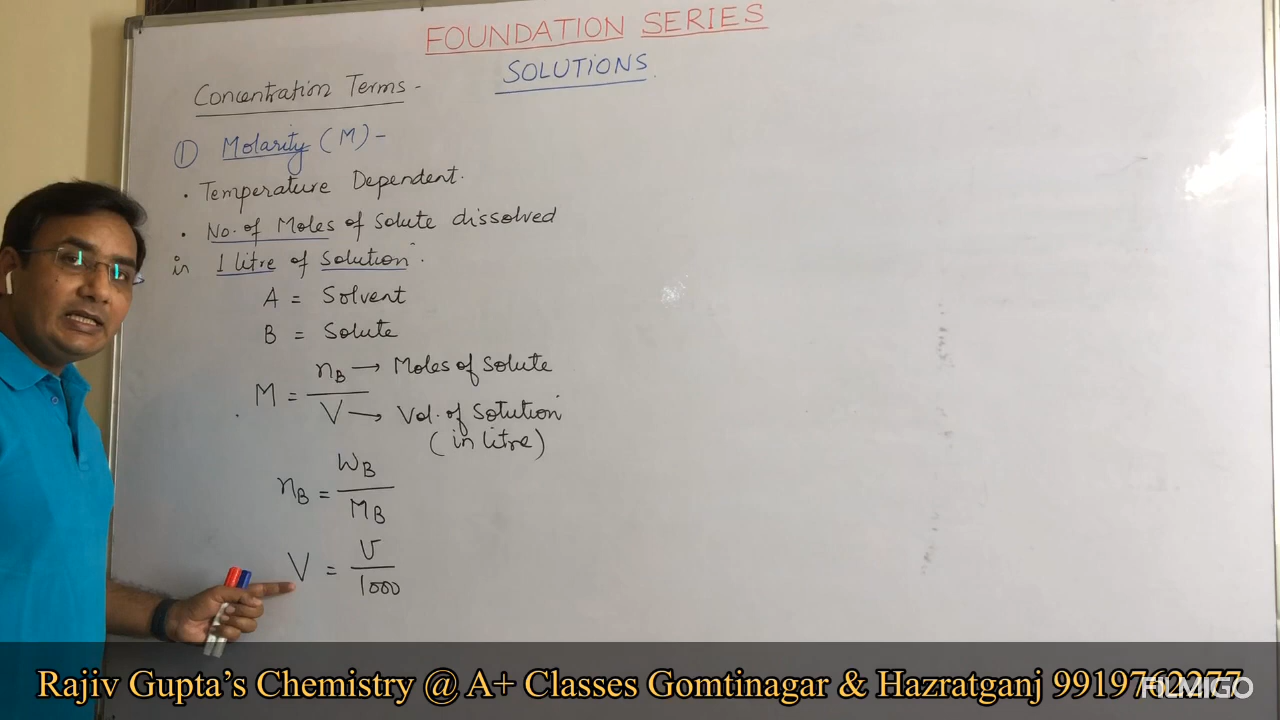 FOUNDATION SERIES
SOLUTIONS.
Concentration Terms -
① Molarity (M) -
· Temperature Dependent.
· No. of Moles of Solute dissolved
in 1 litre of Solution.
A = Solvent
B = Solute
M = nB/V
nB → Moles of Solute
V → Vol. of Solution
(in litre)
nB = WB/MB
V = V/1000
Rajiv Gupta's Chemistry @ A+ Classes Gomtinagar & Hazratganj 9919762277
FILMIGO